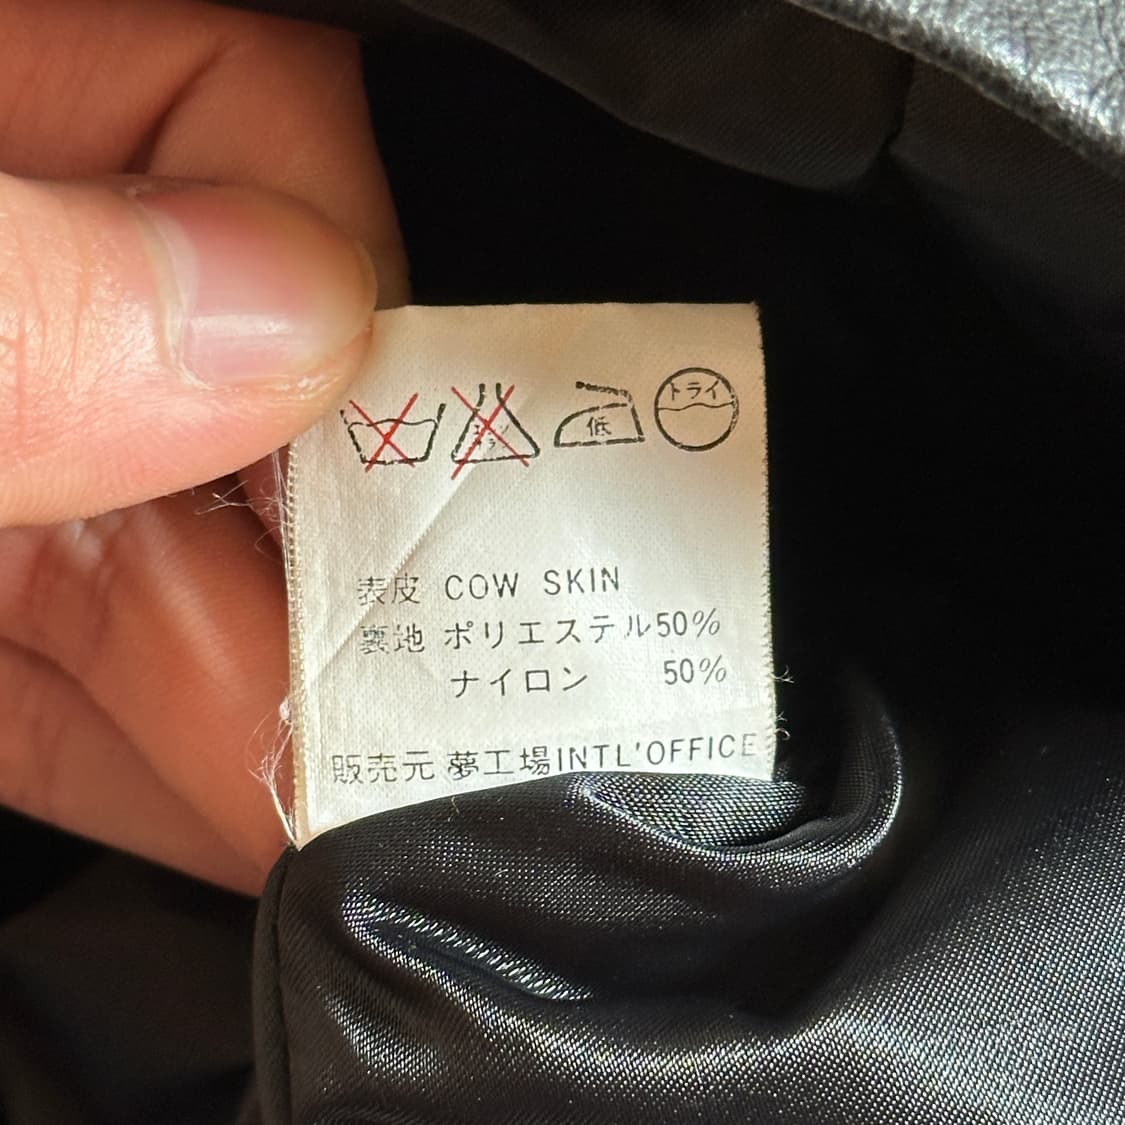 低 ドライ
表皮 COW SKIN
裏地 ポリエステル50%
ナイロン 50%
販売元 夢工場INTL'OFFICE